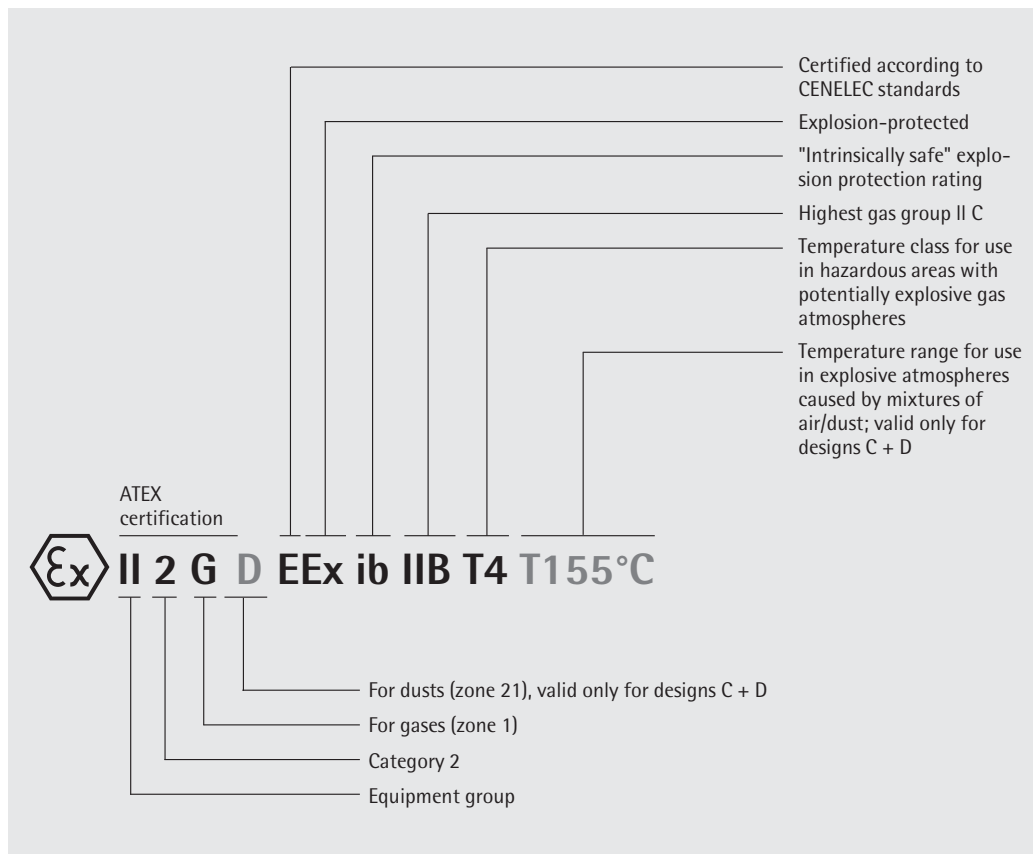 Certified according to
CENELEC standards
Explosion-protected
"Intrinsically safe" explo-
sion protection rating
Highest gas group II C
Temperature class for use
in hazardous areas with
potentially explosive gas
atmospheres
Temperature range for use
in explosive atmospheres
caused by mixtures of
air/dust; valid only for
designs C + D
ATEX
certification
Ex II 2 G D EEx ib IIB T4 T155°C
For dusts (zone 21), valid only for designs C + D
For gases (zone 1)
Category 2
Equipment group